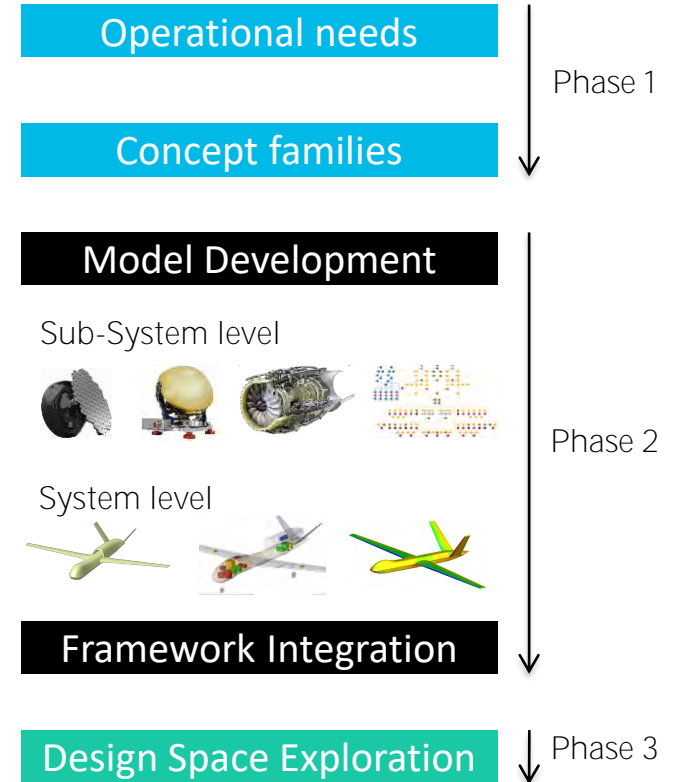 Operational needs
Phase 1
Concept families
Model Development
Sub-System level
Phase 2
System level
Framework Integration
Design Space Exploration
Phase 3